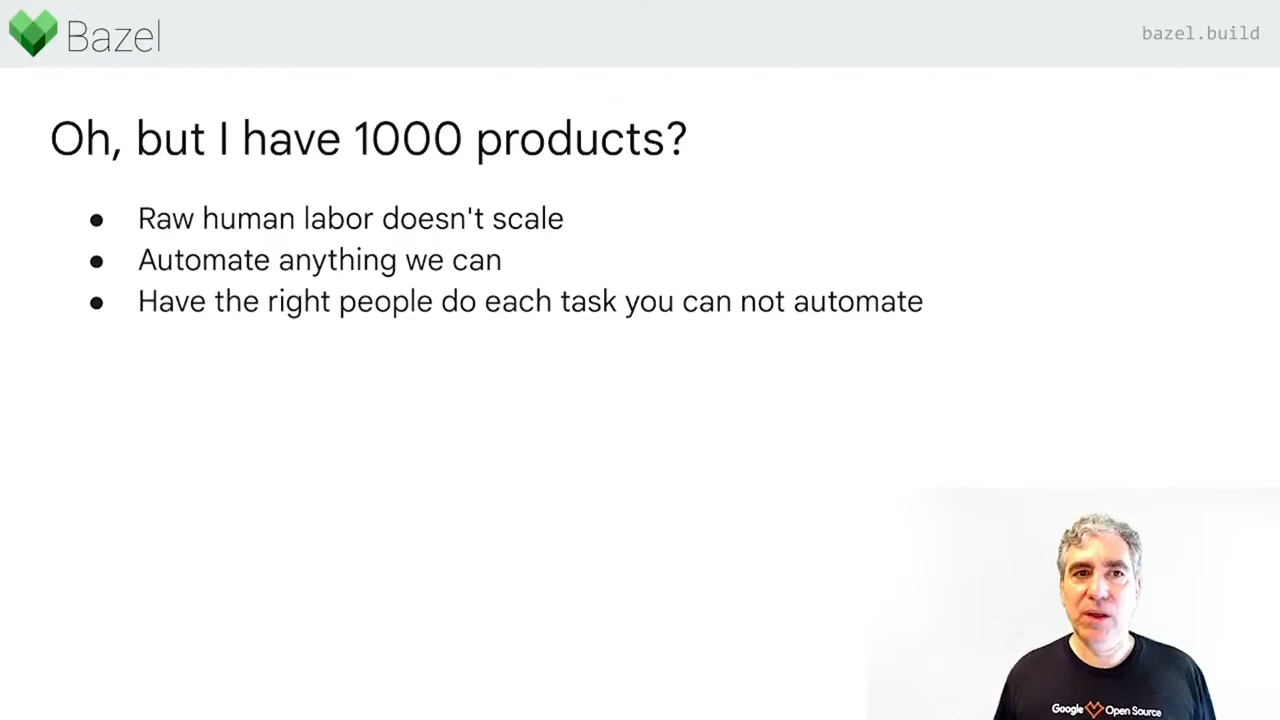 Bazel
bazel.build
Oh, but I have 1000 products?
Raw human labor doesn't scale
Automate anything we can
Have the right people do each task you can not automate
Google Open Source